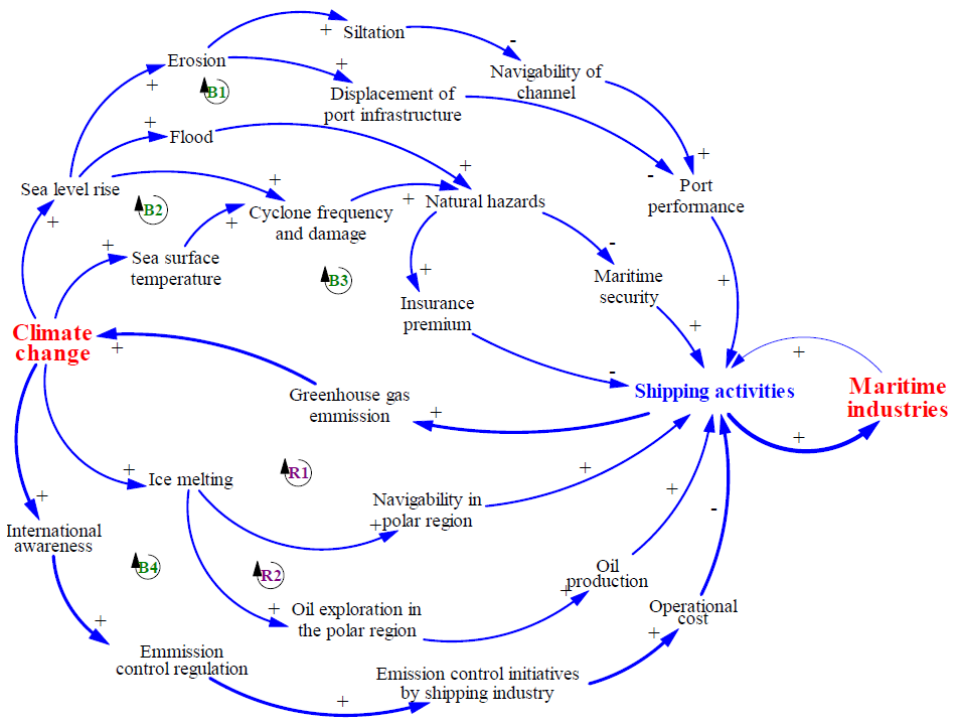 Siltation
+
-
Erosion
+
Navigability of
channel
+
B1
Displacement of
port infrastructure
+
Flood
+
+
+
-
Port
performance
Sea level rise
+
B2
Cyclone frequency
and damage
+
Natural hazards
+
+
+
Sea surface
temperature
-
B3
Maritime
security
+
+
Insurance
premium
+
Climate
change
+
-
+
Shipping activities
Maritime
industries
Greenhouse gas
emmission
+
+
R1
+
Ice melting
+
Navigability in
polar region
+
+
-
International
awareness
+
B4
R2
Oil
production
+
Oil exploration in
the polar region
+
Operational
cost
+
+
Emmission
control regulation
Emission control initiatives
by shipping industry
+